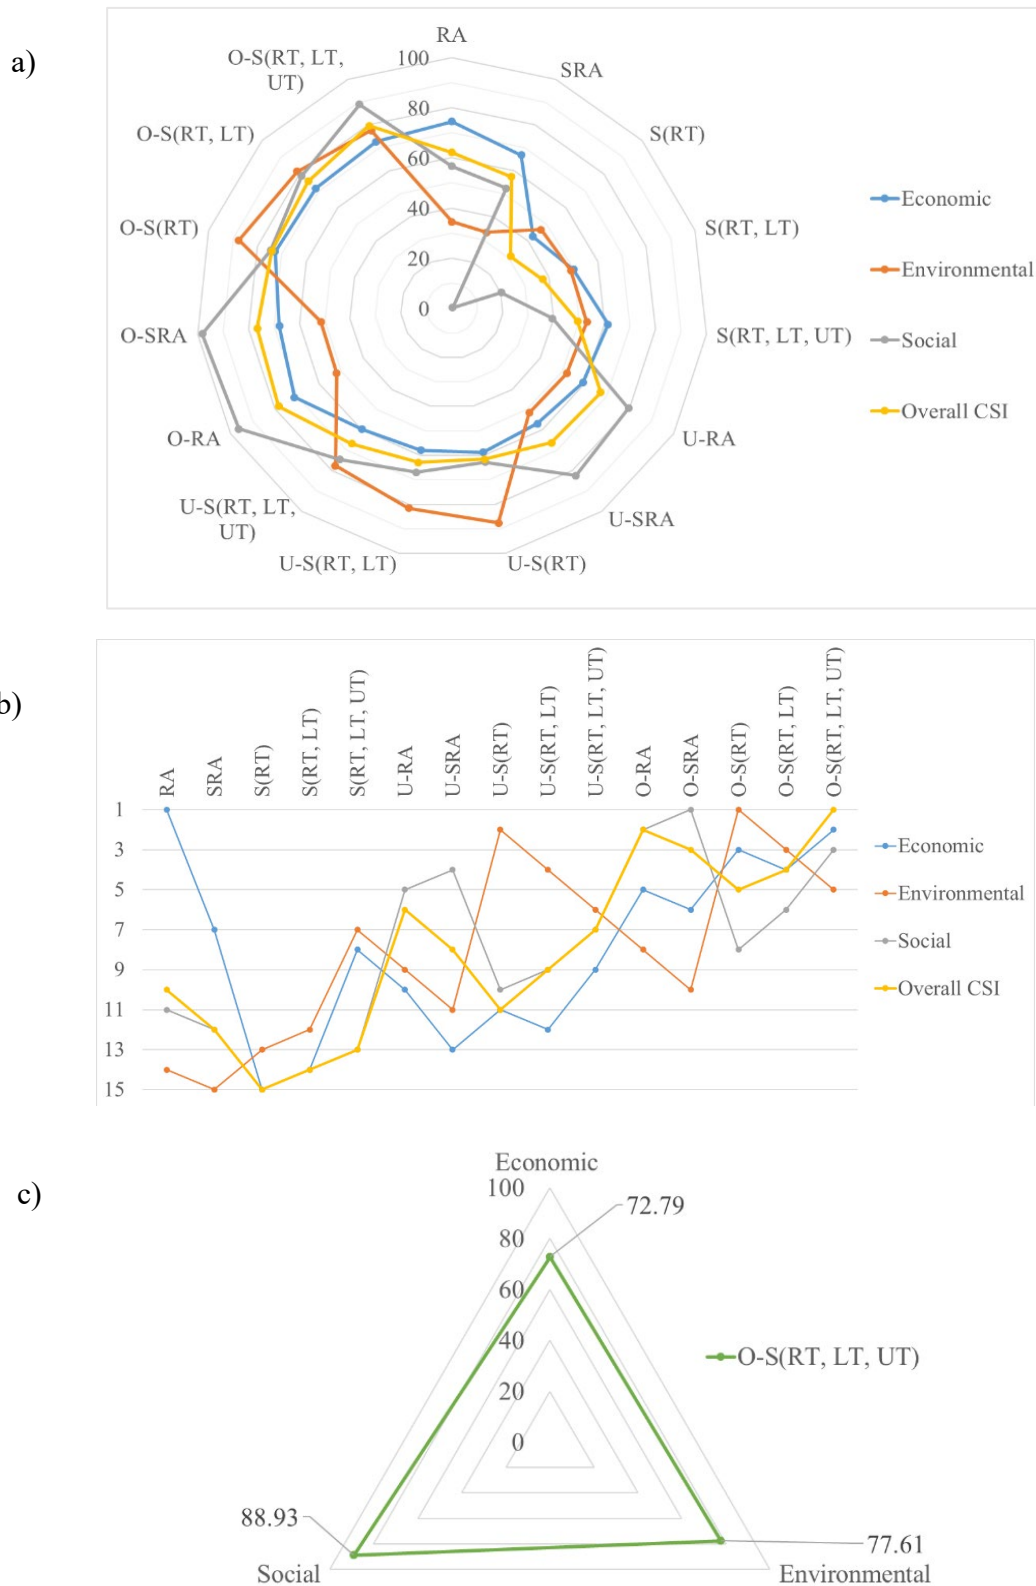 a)
RA
SRA
S(RT)
S(RT, LT)
S(RT, LT, UT)
U-RA
U-SRA
U-S(RT)
U-S(RT, LT)
U-S(RT, LT,
UT)
O-RA
O-SRA
O-S(RT)
O-S(RT, LT)
O-S(RT, LT,
UT)
100
80
60
40
20
0
Economic
Environmental
Social
Overall CSI
b)
RA
SRA
S(RT)
S(RT, LT)
S(RT, LT, UT)
U-RA
U-SRA
U-S(RT)
U-S(RT, LT)
U-S(RT, LT, UT)
O-RA
O-SRA
O-S(RT)
O-S(RT, LT)
O-S(RT, LT, UT)
1
3
5
7
9
11
13
15
Economic
Environmental
Social
Overall CSI
c)
Economic
100
80
60
40
20
0
72.79
O-S(RT, LT, UT)
88.93
77.61
Social
Environmental